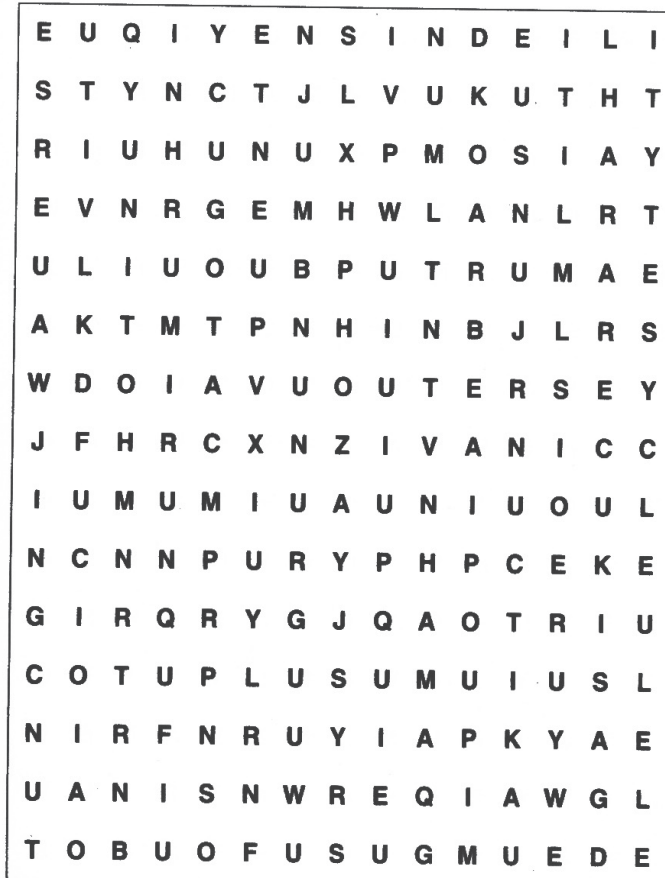 E U Q I Y E N S I N D E I L I
S T Y N C T J L V U K U T H T
R I U H U N U X P M O S I A Y
E V N R G E M H W L A N L R T
U L I U O U B P U T R U M A E
A K T M T P N H I N B J L R S
W D O I A V U O U T E R S E Y
J F H R C X N Z I V A N I C C
I U M U M I U A U N I U O U L
N C N N P U R Y P H P C E K E
G I R Q R Y G J Q A O T R I U
C O T U P L U S U M U I U S L
N I R F N R U Y I A P K Y A E
U A N I S N W R E Q I A W G L
T O B U O F U S U G M U E D E